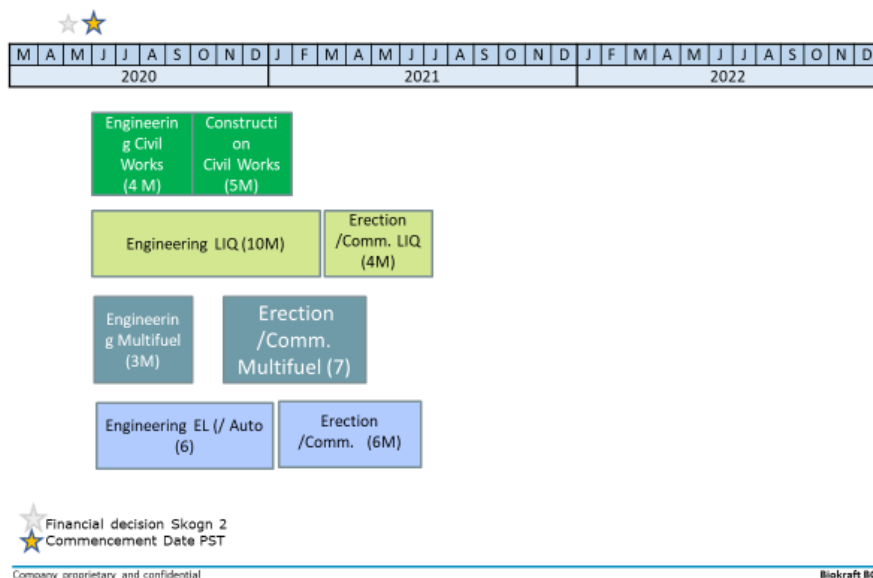 M A M J J A S O N D J F M A M J J A S O N D J F M A M J J A S O N D
2020 2021 2022
Engineerin
g Civil
Works
(4 M)
Constructi
on
Civil Works
(5M)
Engineering LIQ (10M)
Erection
/Comm. LIQ
(4M)
Engineerin
g Multifuel
(3M)
Erection
/Comm.
Multifuel (7)
Engineering EL (/ Auto
(6)
Erection
/Comm. (6M)
Financial decision Skogn 2
Commencement Date PST
Company proprietary and confidential
Biokraft